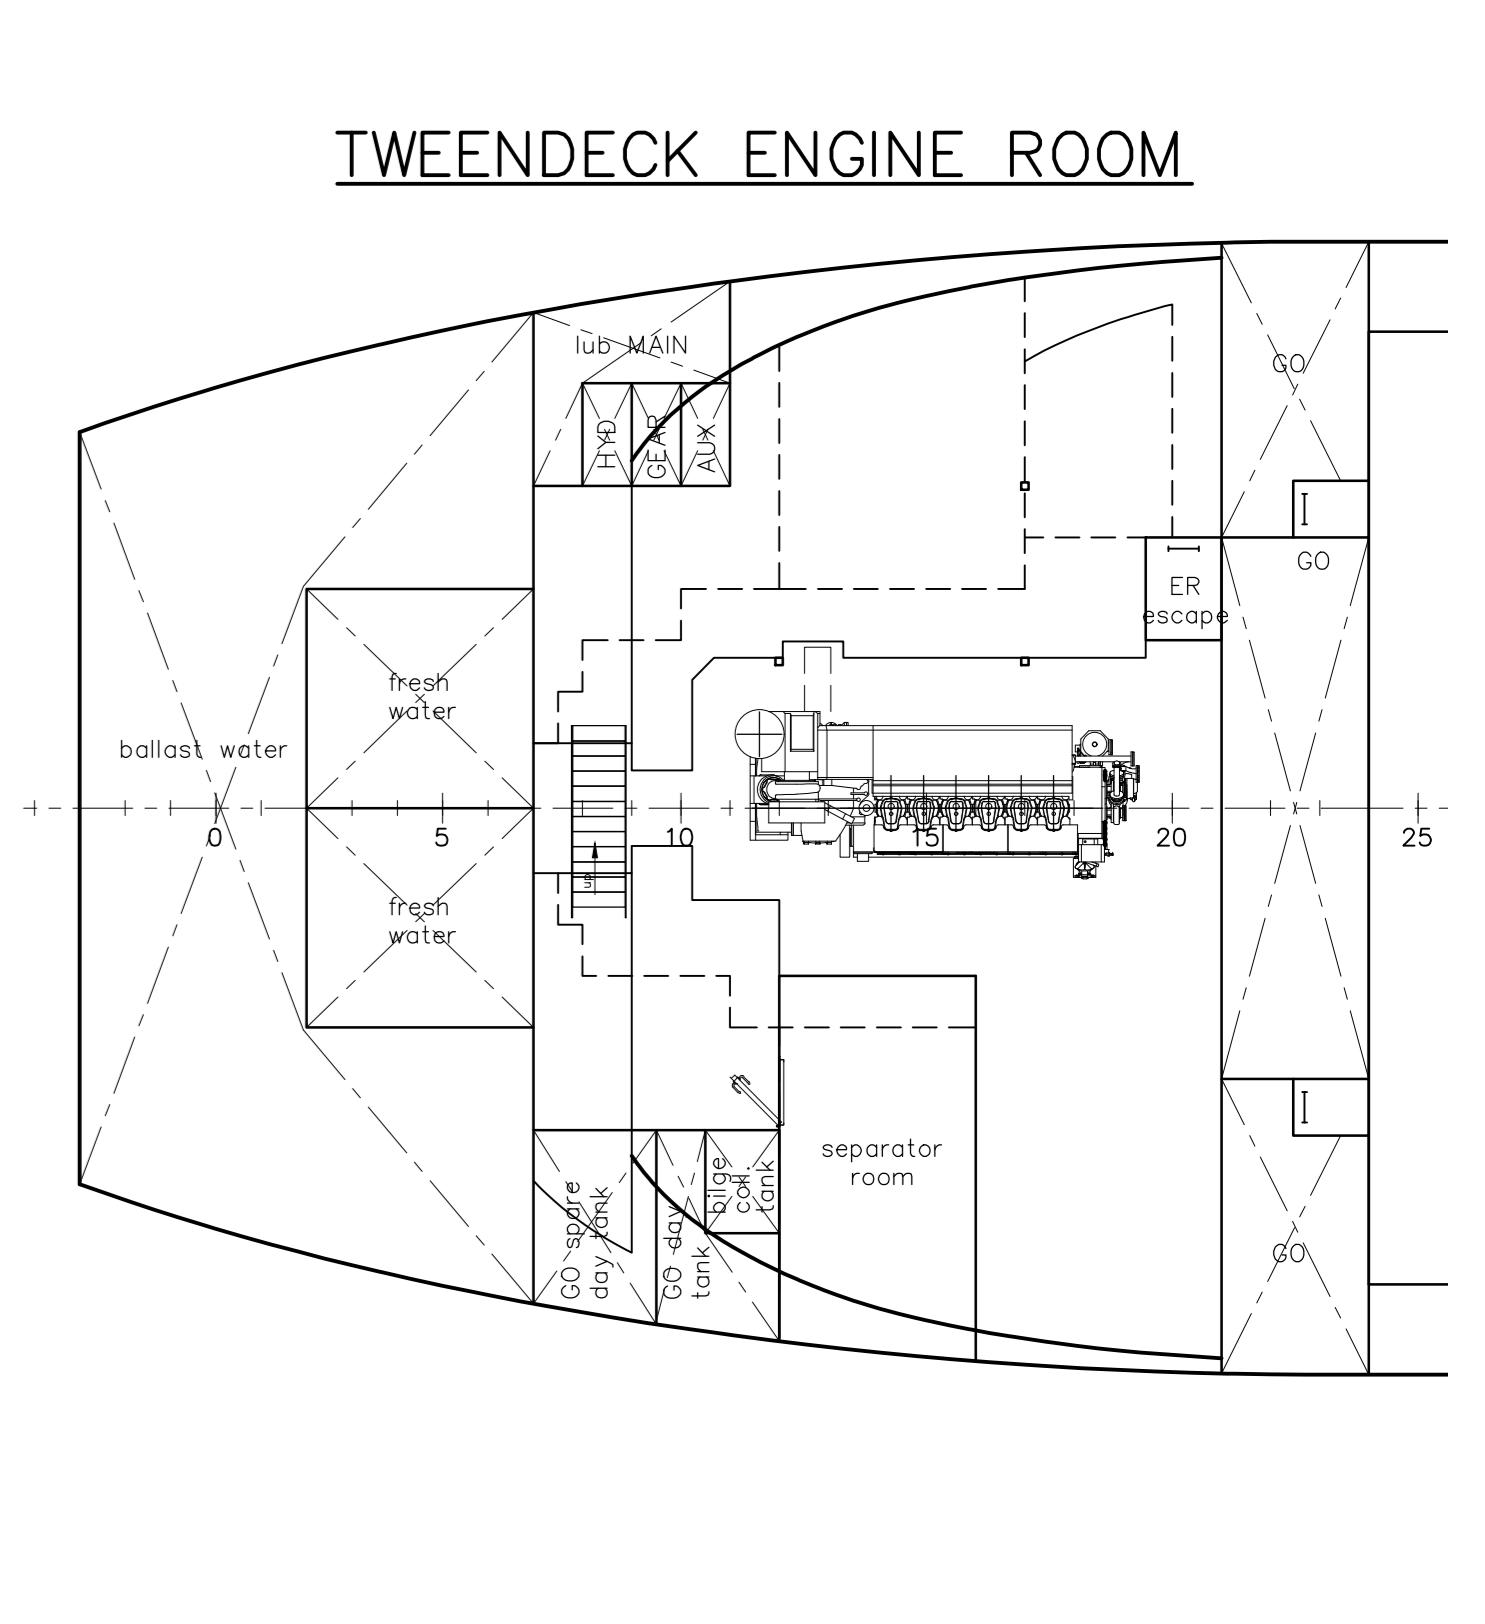 TWEENDECK ENGINE ROOM
lub MAIN
HYD
GEAR
AUX
GO
GO
ER
escape
fresh
water
ballast water
0
5
10
15
20
25
up
fresh
water
separator
room
bilge
coll.
tank
GO spare
day tank
GO day
tank
GO